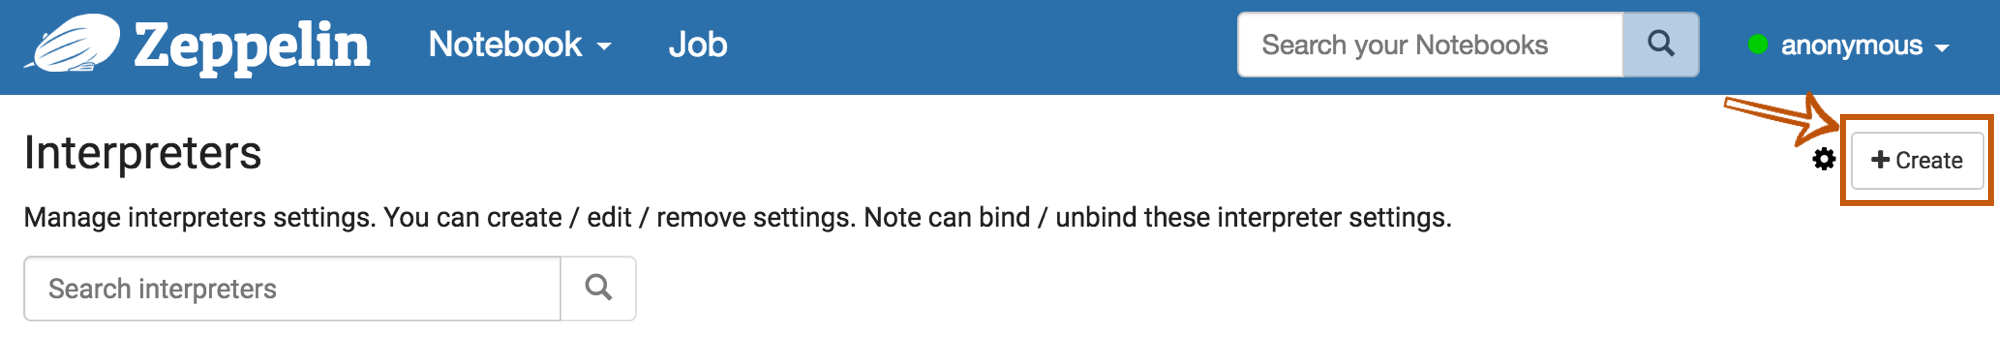 Zeppelin Notebook Job Search your Notebooks anonymous
Interpreters
+ Create
Manage interpreters settings. You can create / edit / remove settings. Note can bind / unbind these interpreter settings.
Search interpreters